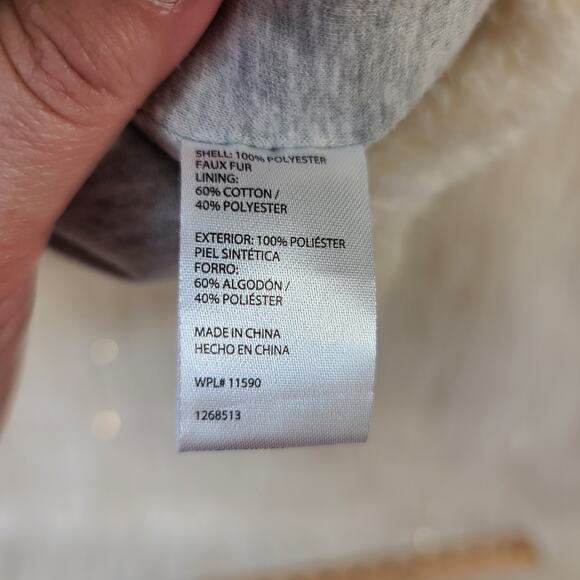 SHELL: 100% POLYESTER
FAUX FUR
LINING:
60% COTTON /
40% POLYESTER
EXTERIOR: 100% POLIÉSTER
PIEL SINTÉTICA
FORRO:
60% ALGODÓN /
40% POLIÉSTER
MADE IN CHINA
HECHO EN CHINA
WPL# 11590
1268513